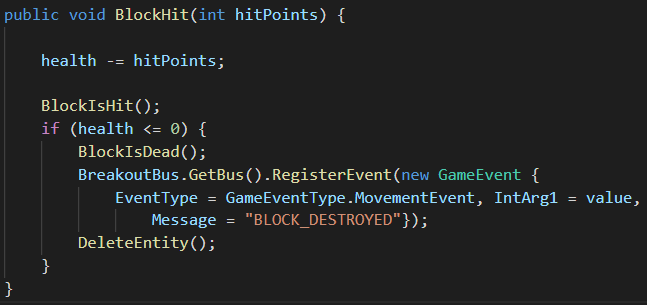 public void BlockHit(int hitPoints) {
health -= hitPoints;
BlockIsHit();
if (health <= 0) {
BlockIsDead();
BreakoutBus.GetBus().RegisterEvent(new GameEvent {
EventType = GameEventType.MovementEvent, IntArg1 = value,
Message = "BLOCK_DESTROYED"});
DeleteEntity();
}
}